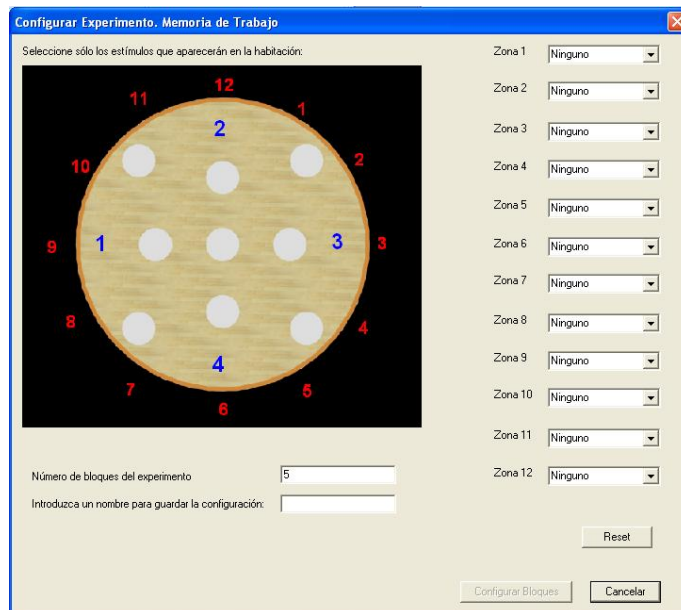 Configurar Experimento. Memoria de Trabajo
Seleccione sólo los estímulos que aparecerán en la habitación:
12
11
1
2
10
2
9
1
3
3
8
4
4
7
5
6
Zona 1 Ninguno
Zona 2 Ninguno
Zona 3 Ninguno
Zona 4 Ninguno
Zona 5 Ninguno
Zona 6 Ninguno
Zona 7 Ninguno
Zona 8 Ninguno
Zona 9 Ninguno
Zona 10 Ninguno
Zona 11 Ninguno
Zona 12 Ninguno
Número de bloques del experimento 5
Introduzca un nombre para guardar la configuración:
Reset
Configurar Bloques Cancelar